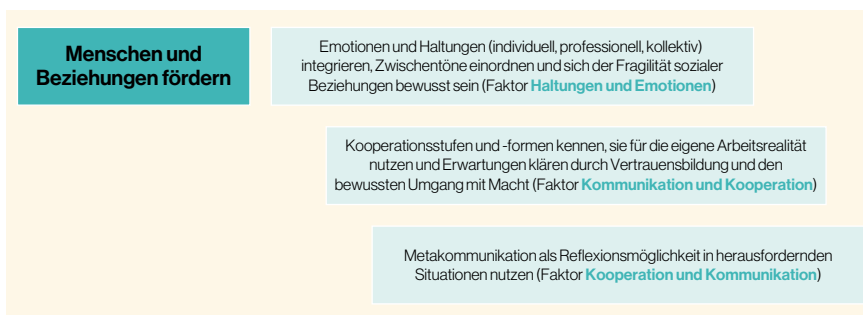 Menschen und
Beziehungen fördern
Emotionen und Haltungen (individuell, professionell, kollektiv)
integrieren, Zwischentöne einordnen und sich der Fragilität sozialer
Beziehungen bewusst sein (Faktor Haltungen und Emotionen)
Kooperationsstufen und -formen kennen, sie für die eigene Arbeitsrealität
nutzen und Erwartungen klären durch Vertrauensbildung und den
bewussten Umgang mit Macht (Faktor Kommunikation und Kooperation)
Metakommunikation als Reflexionsmöglichkeit in herausfordernden
Situationen nutzen (Faktor Kooperation und Kommunikation)